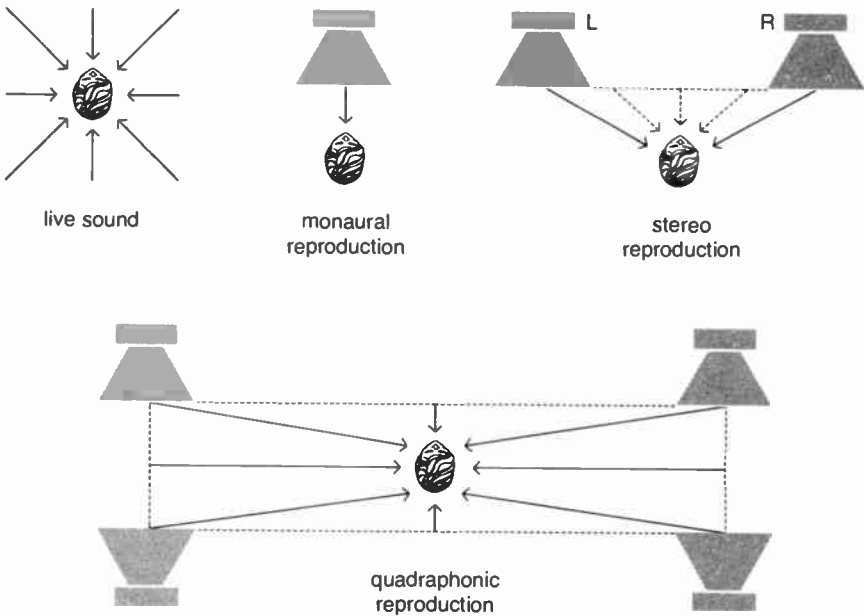 L
R
live sound
monaural
reproduction
stereo
reproduction
quadraphonic
reproduction